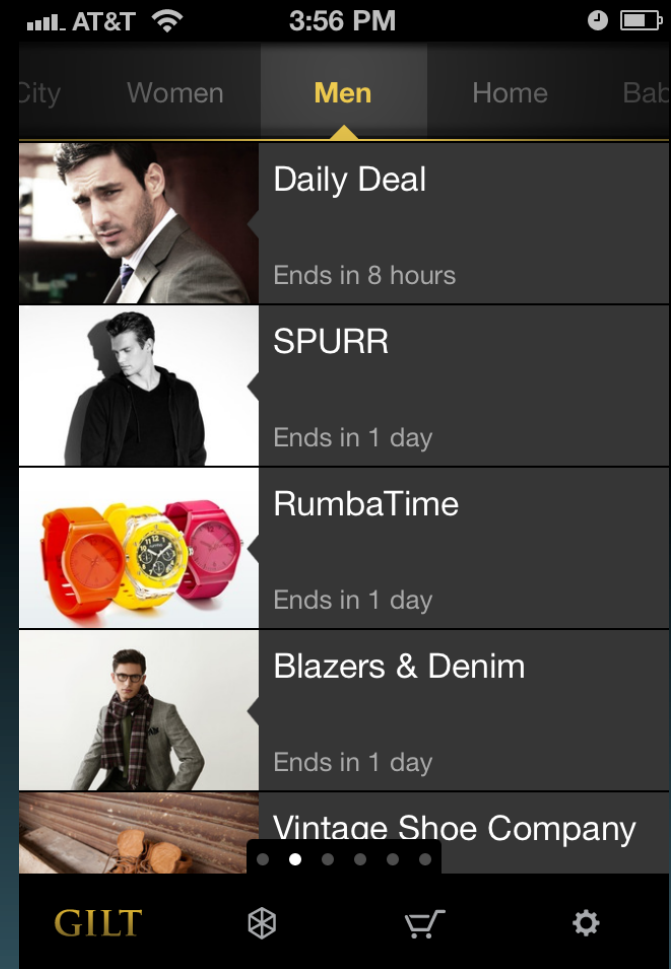 AT&T 3:56 PM
City Women Men Home Bab
Daily Deal
Ends in 8 hours
SPURR
Ends in 1 day
RumbaTime
Ends in 1 day
Blazers & Denim
Ends in 1 day
Vintage Shoe Company
GILT